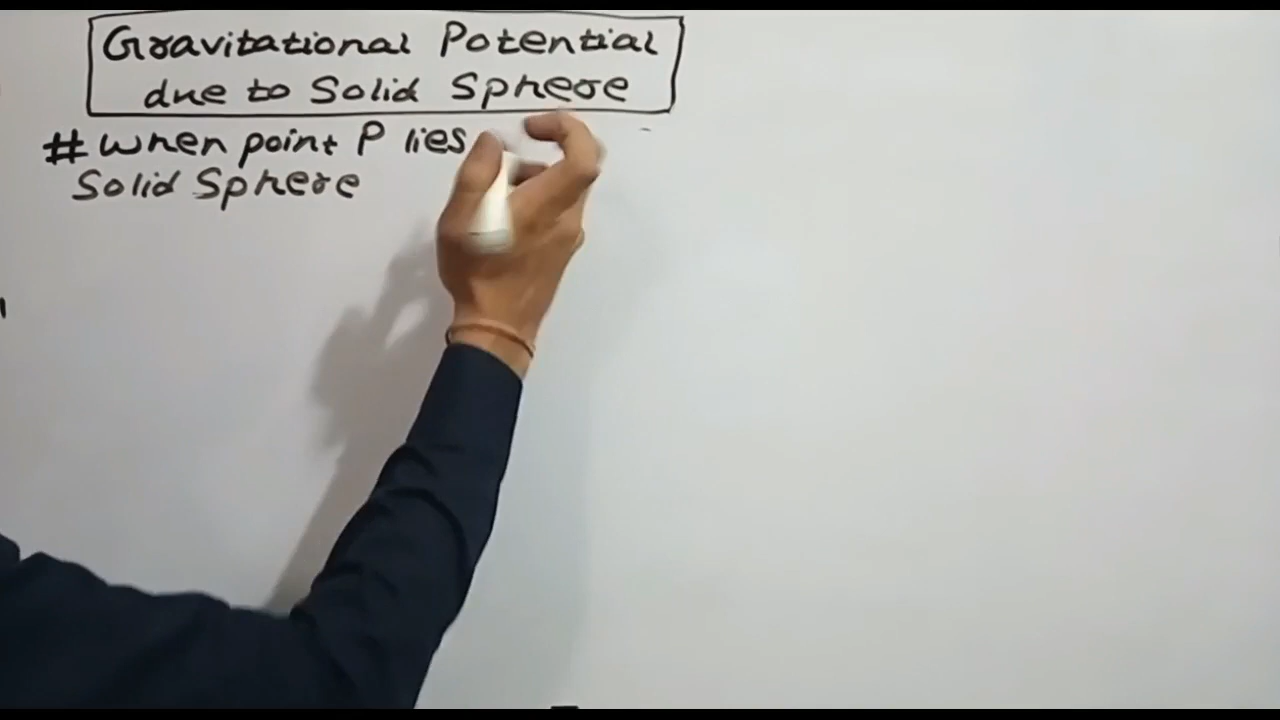 Gravitational Potential
due to Solid Sphere
# when point P lies
Solid Sphere